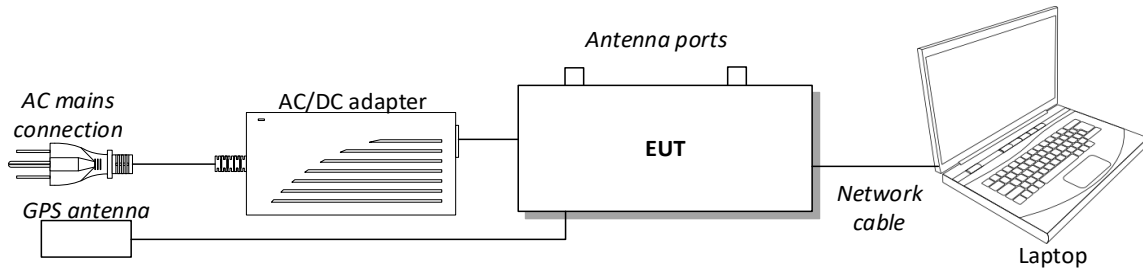 Antenna ports
AC mains
connection
AC/DC adapter
EUT
GPS antenna
Network
cable
Laptop